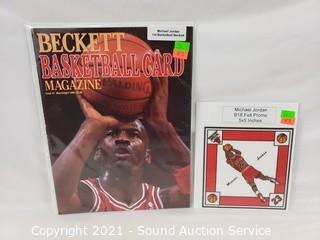 Michael Jordan
1st Basketball Beckett
BECKETT
BASKETBALL CARD
MAGAZINE
SPALDING
Michael Jordan
B18 Felt Promo
5x5 Inches
Copyright 2021 - Sound Auction Service